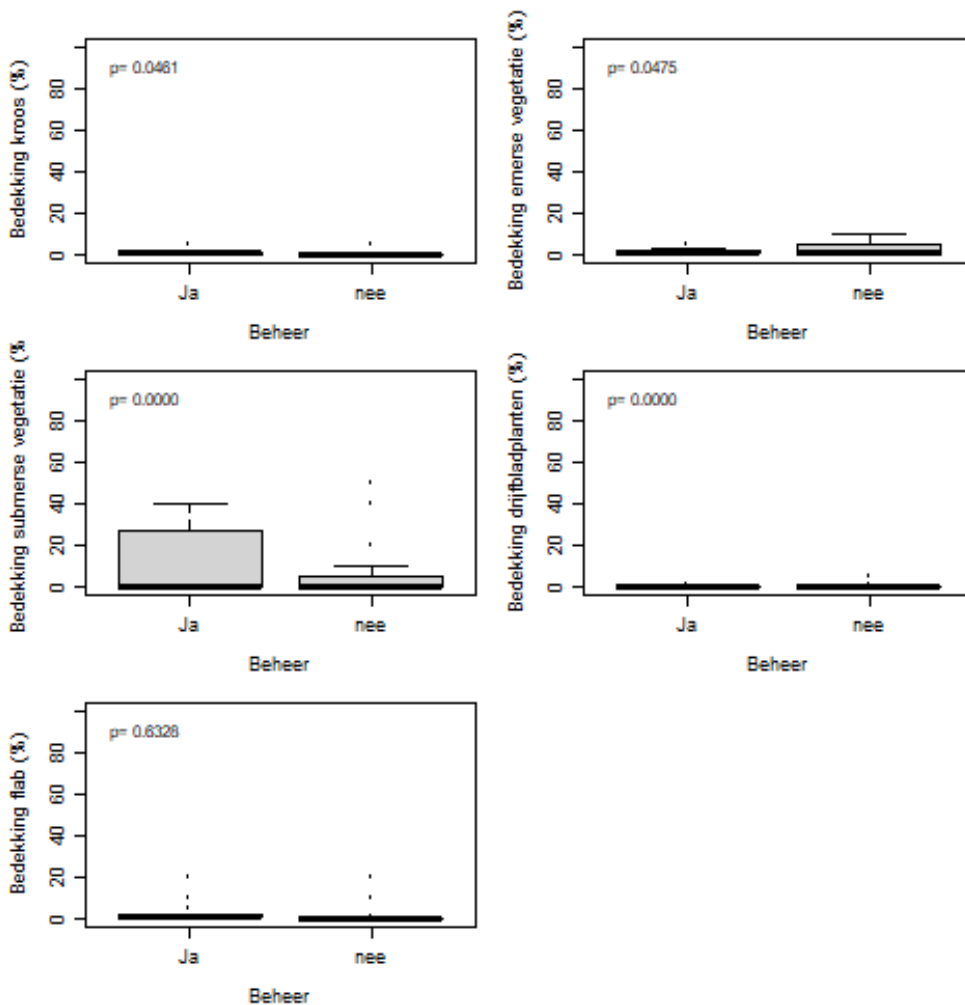 Bedekking kroos (%)
p= 0.0461
0 20 40 60 80
Ja nee
Beheer
Bedekking emerse vegetatie (%)
p= 0.0475
0 20 40 60 80
Ja nee
Beheer
Bedekking submerse vegetatie (%
p= 0.0000
0 20 40 60 80
Ja nee
Beheer
Bedekking drijfbladplanten (%)
p= 0.0000
0 20 40 60 80
Ja nee
Beheer
Bedekking flab (%)
p= 0.6328
0 20 40 60 80
Ja nee
Beheer